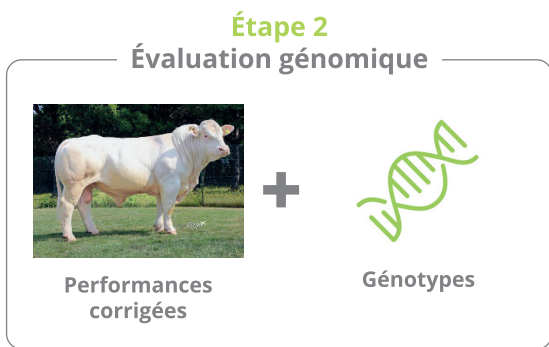 Étape 2
Évaluation génomique
Performances
corrigées
Génotypes